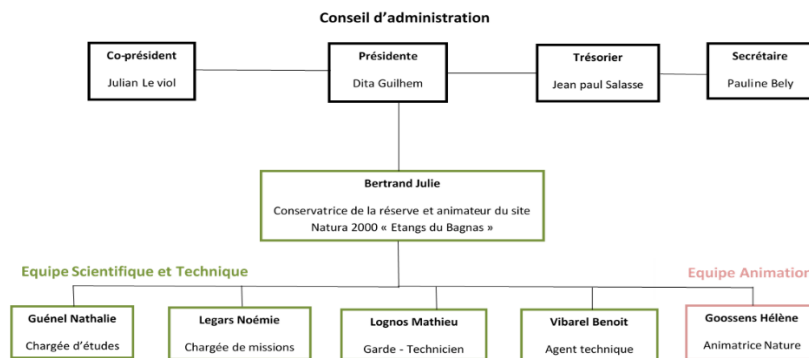 Conseil d'administration
Co-président
Julian Le viol
Présidente
Dita Guilhem
Trésorier
Jean paul Salasse
Secrétaire
Pauline Bely
Bertrand Julie
Conservatrice de la réserve et animateur du site
Natura 2000 « Etangs du Bagnas »
Equipe Scientifique et Technique
Equipe Animation
Guénel Nathalie
Chargée d'études
Legars Noémie
Chargée de missions
Lognos Mathieu
Garde - Technicien
Vibarel Benoit
Agent technique
Goossens Hélène
Animatrice Nature